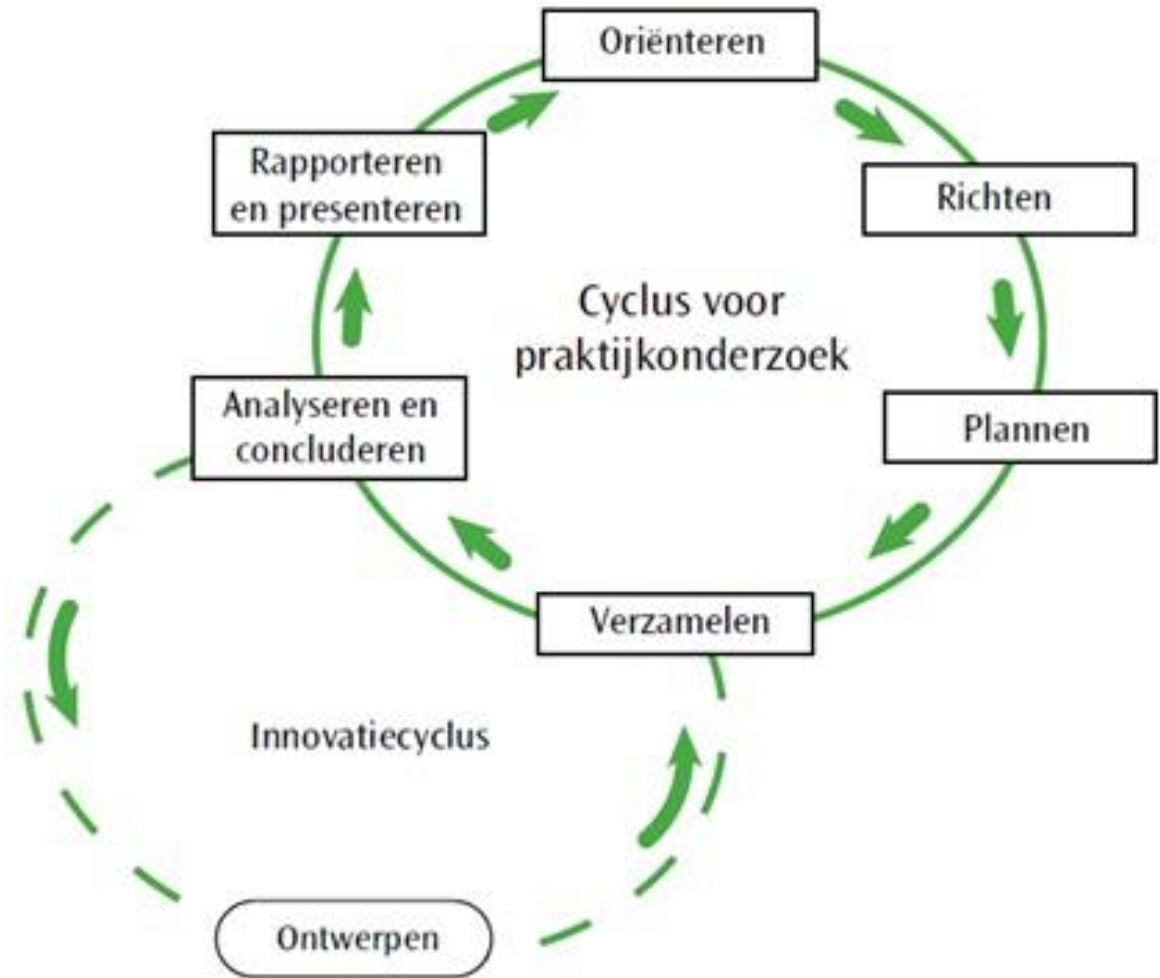 Oriënteren
Rapporteren
en presenteren
Richten
Cyclus voor
praktijkonderzoek
Analyseren en
concluderen
Plannen
Verzamelen
Innovatiecyclus
Ontwerpen